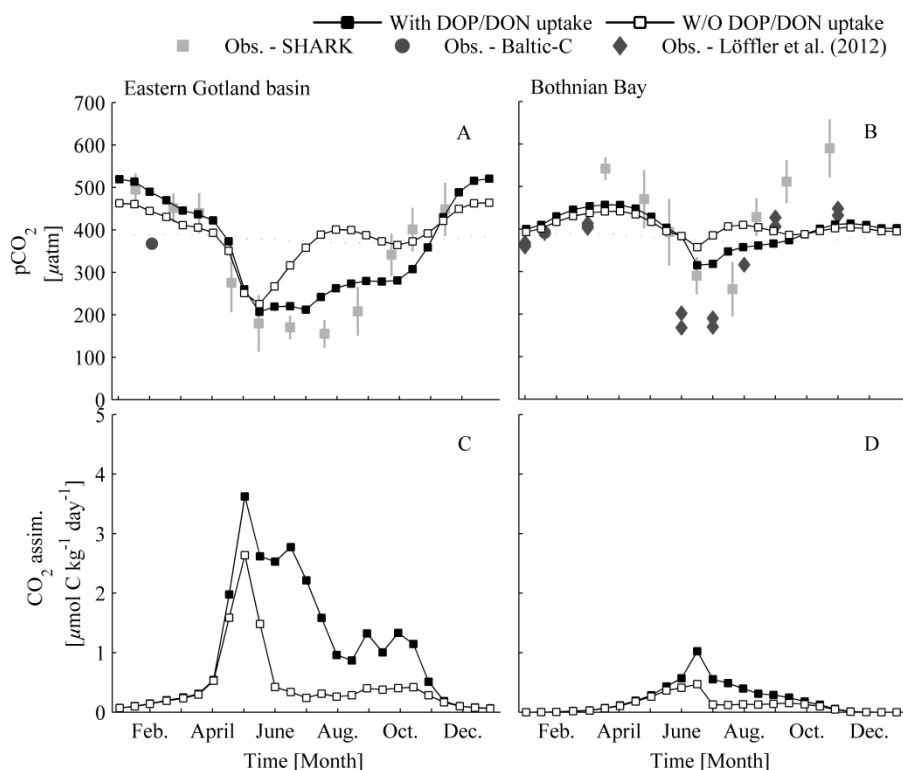 With DOP/DON uptake W/O DOP/DON uptake
Obs. - SHARK Obs. - Baltic-C Obs. - Löffler et al. (2012)
Eastern Gotland basin Bothnian Bay
A B
700
600
500
400
300
200
100
0
pCO2
[µatm]
C D
5
4
3
2
1
0
CO2 assim.
[µmol C kg-1 day-1]
Feb. April June Aug. Oct. Dec. Feb. April June Aug. Oct. Dec.
Time [Month] Time [Month]